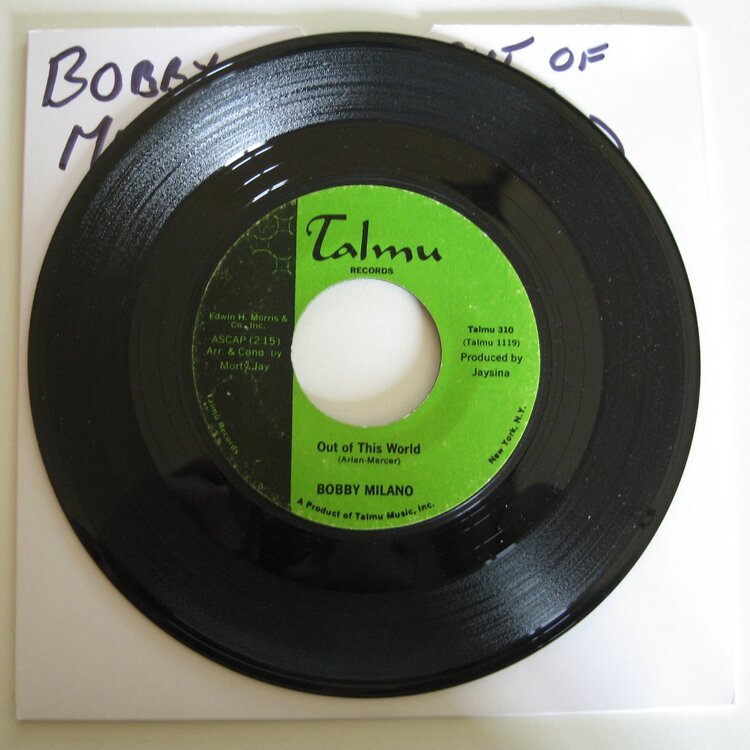 BOBBY OF
Talmu
RECORDS
Edwin H. Morris &
Co., Inc.
ASCAP (2:15)
Arr. & Cond. by
Morty Jay
Talmu 310
(Talmu 1119)
Produced by
Jaysina
Talmu Records
New York, N.Y.
Out of This World
(Arlen-Mercer)
BOBBY MILANO
A Product of Talmu Music, Inc.